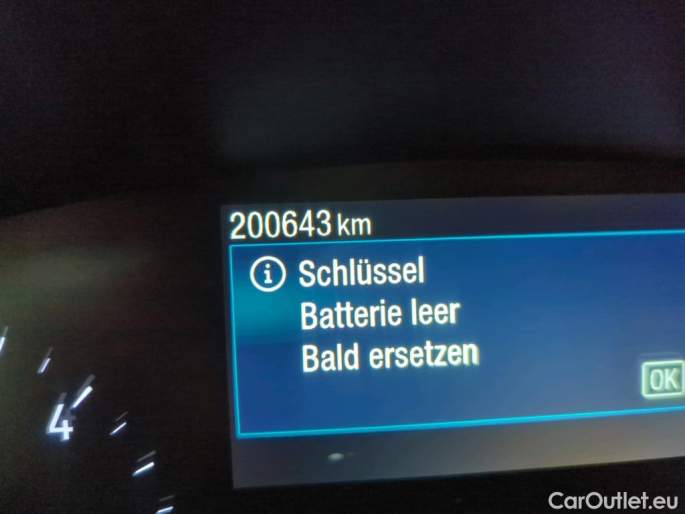 200643 km
Schlüssel
Batterie leer
Bald ersetzen
OK
4
CarOutlet.eu